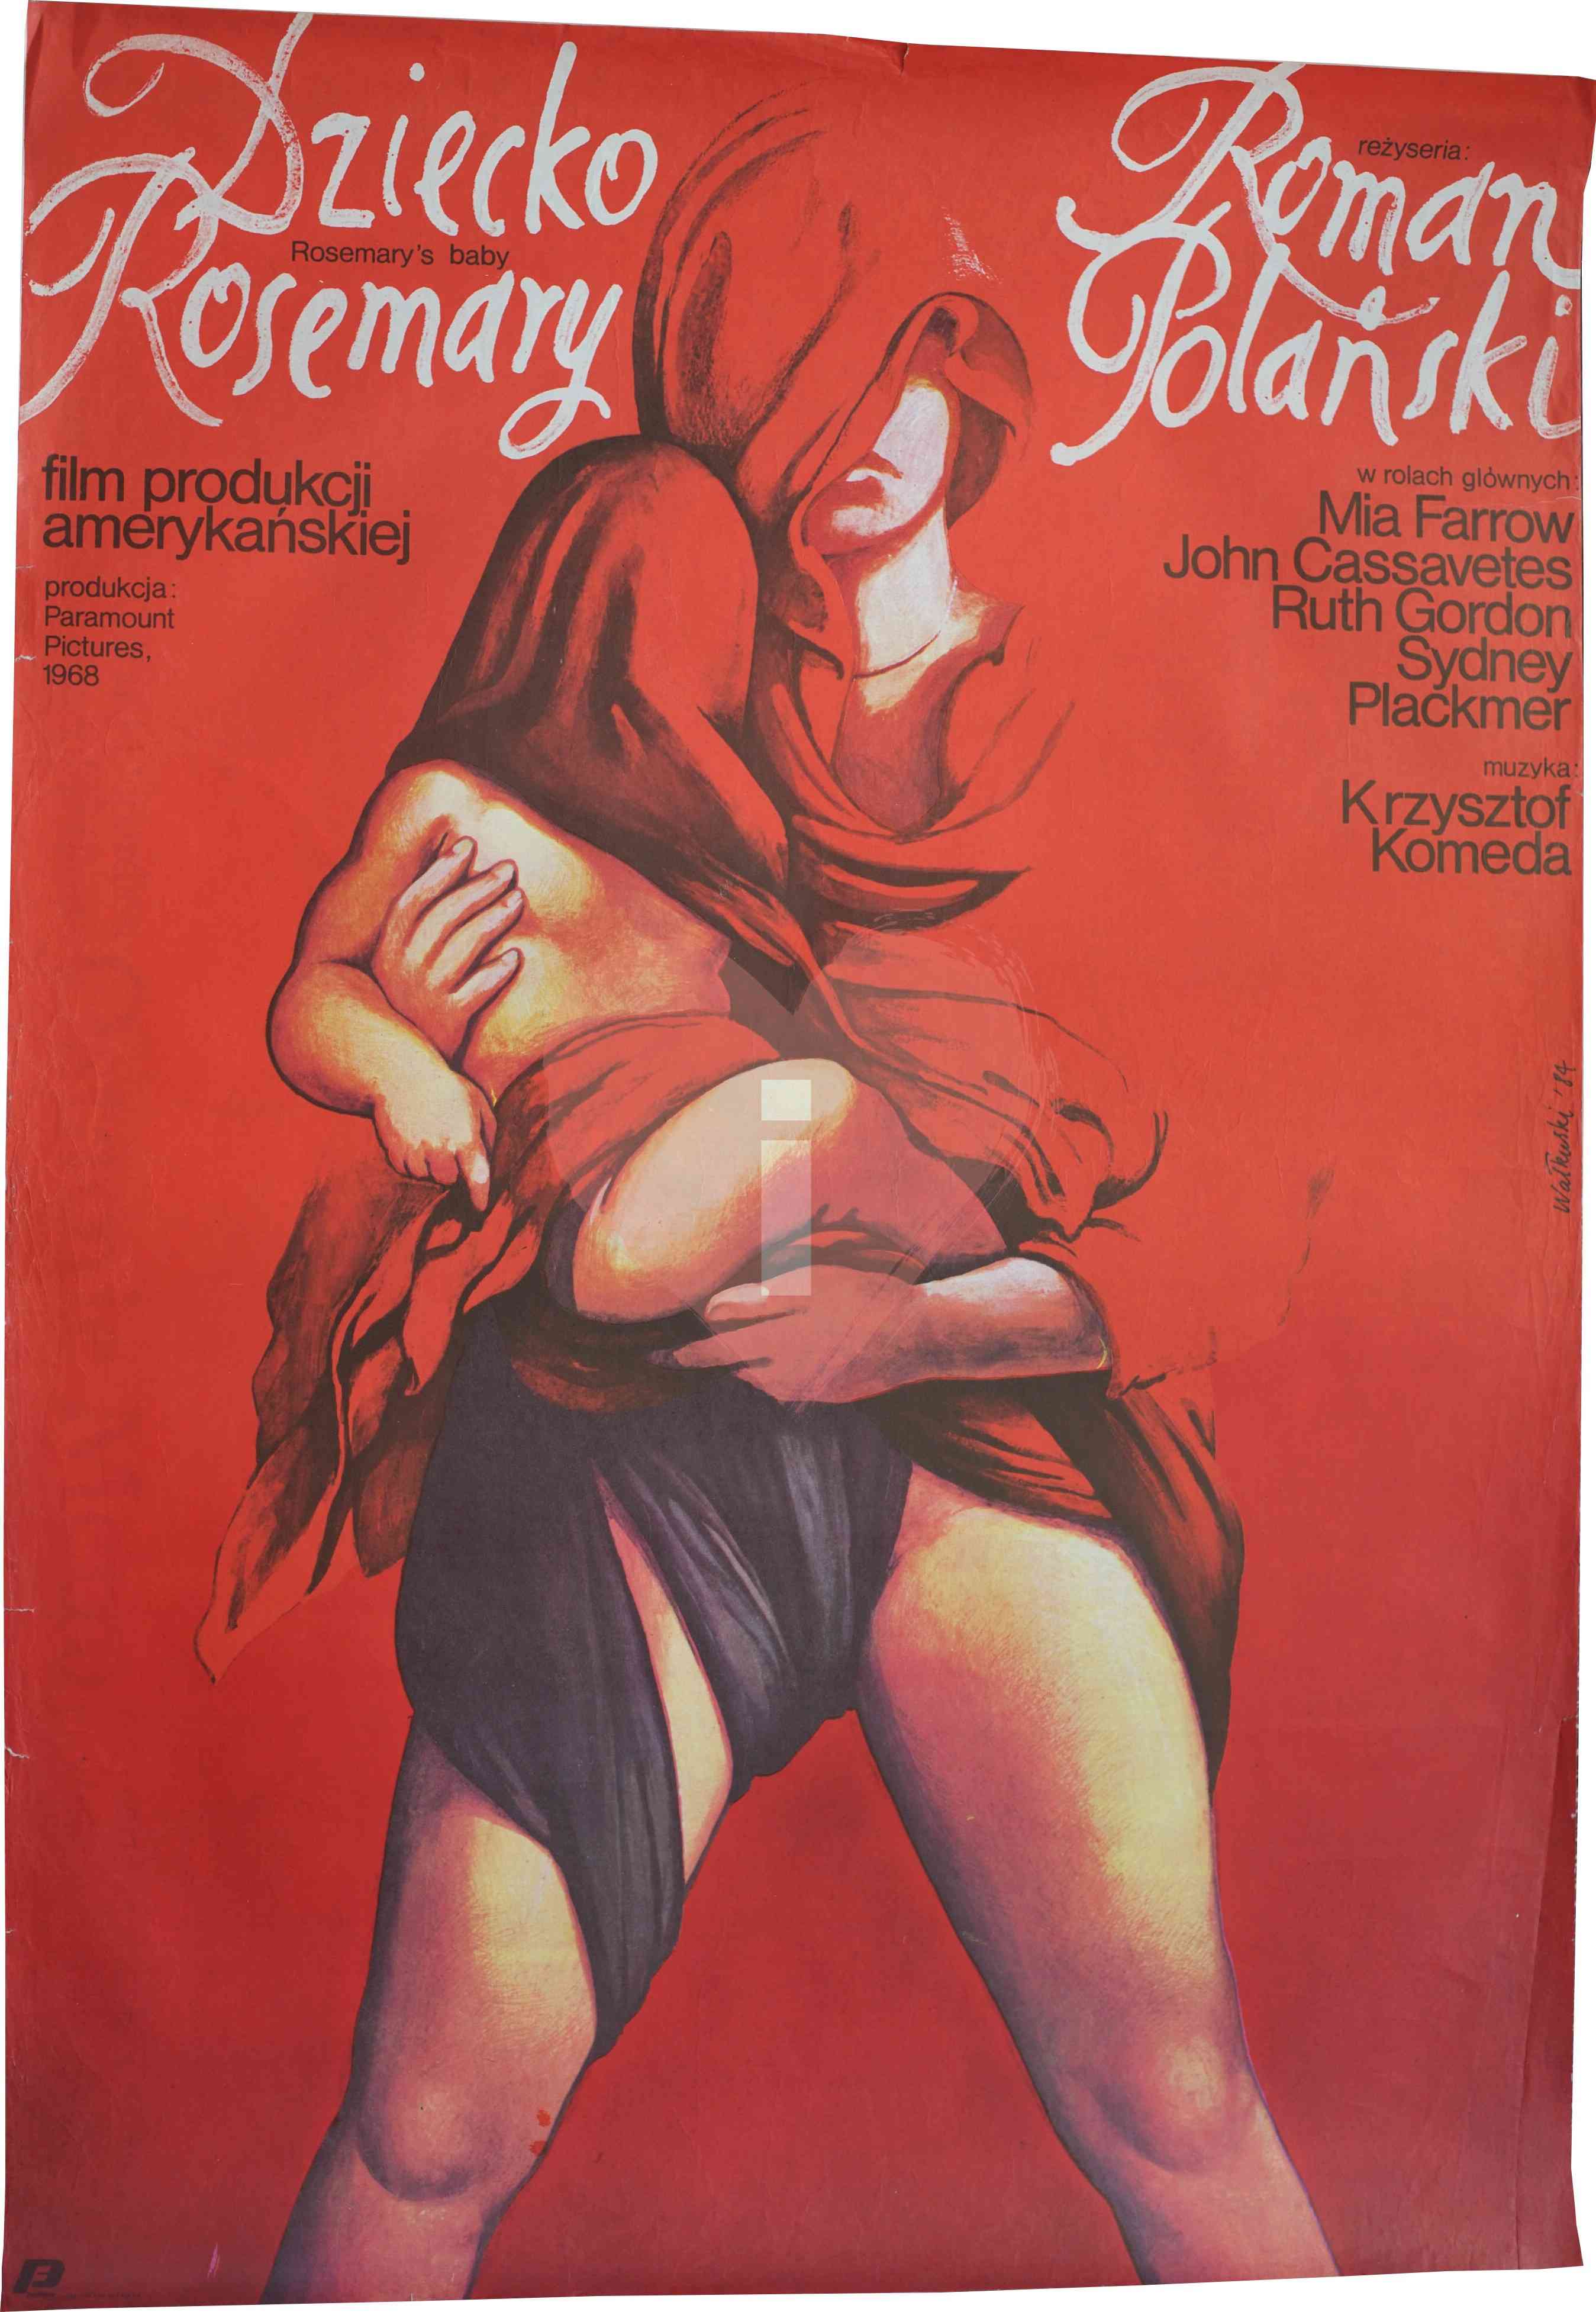 Dziecko
Rosemary's baby
Rosemary
film produkcji
amerykańskiej
produkcja:
Paramount
Pictures,
1968
reżyseria:
Roman
Polański
w rolach głównych:
Mia Farrow
John Cassavetes
Ruth Gordon
Sydney
Plackmer
muzyka:
Krzysztof
Komeda
Wałkuski '84
i